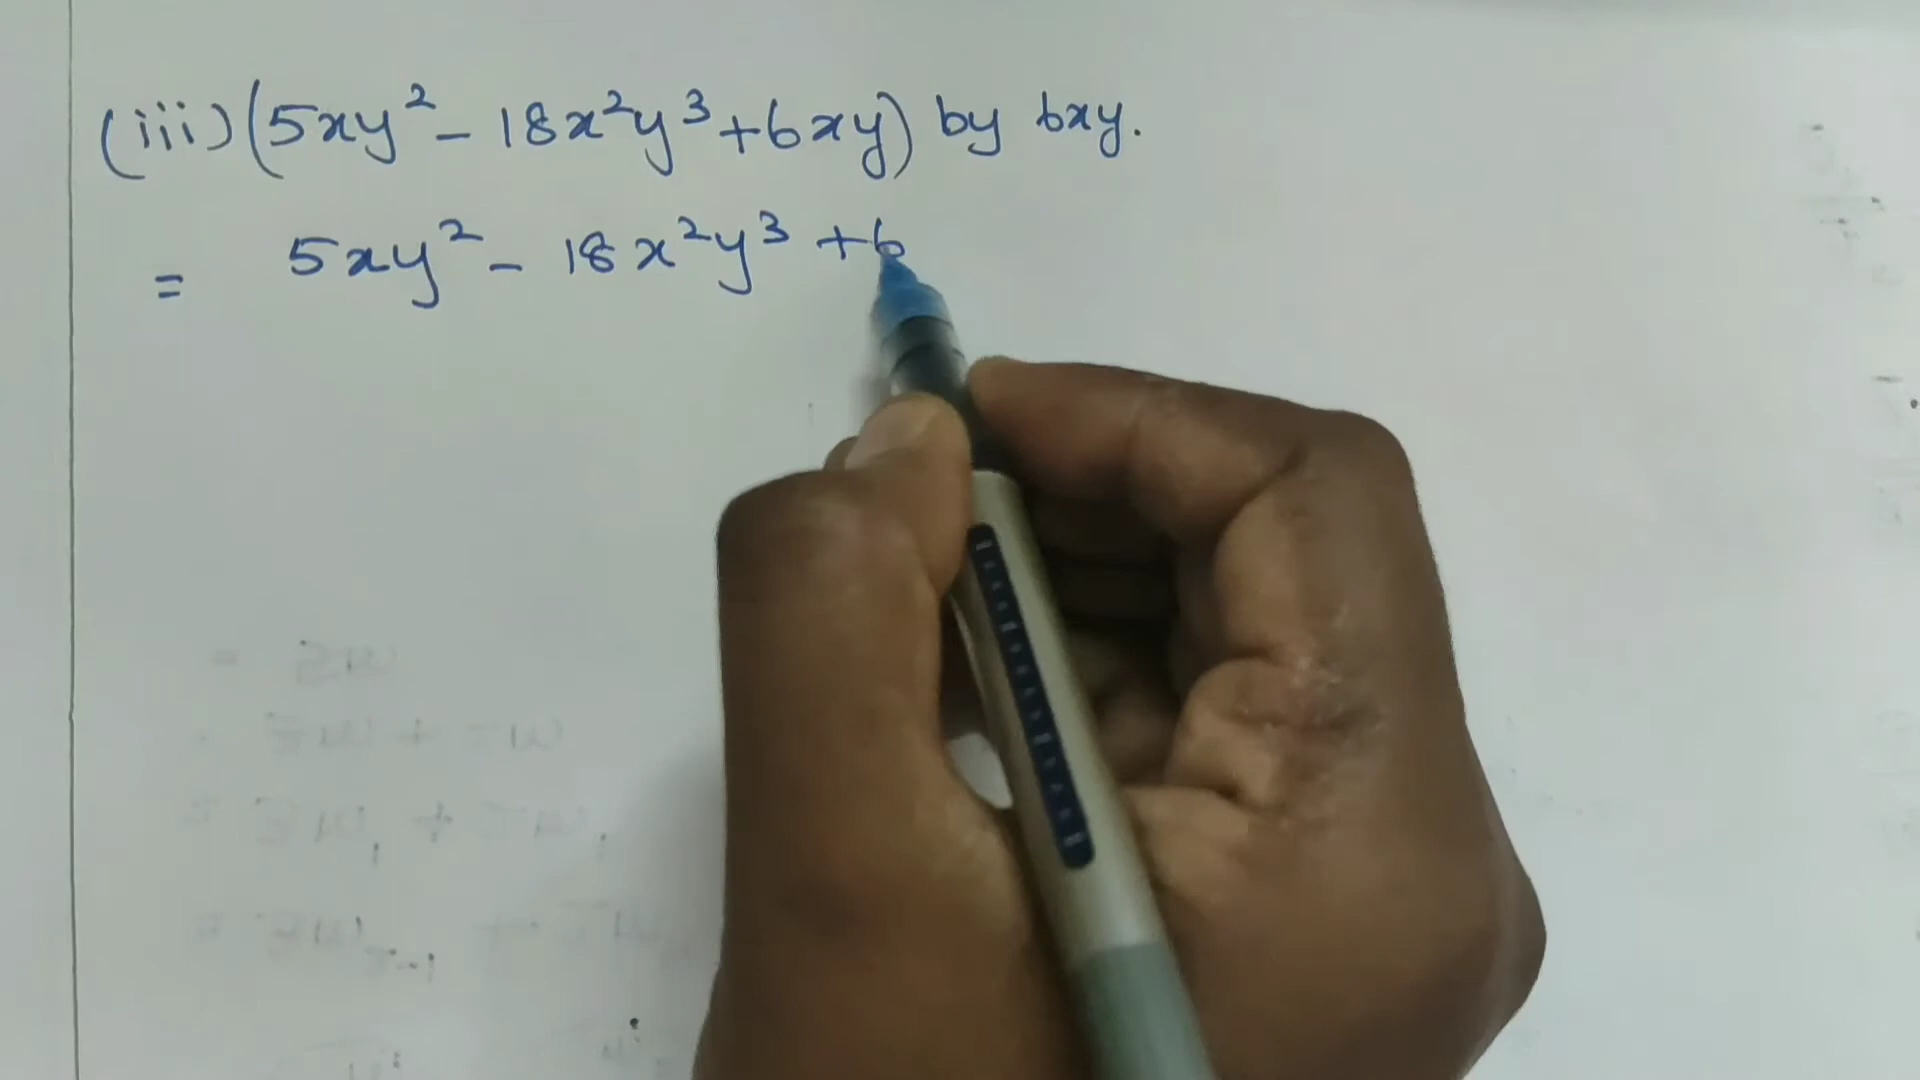 (iii) (5xy² - 18x²y³ + 6xy) by 6xy.
= 5xy² - 18x²y³ + 6